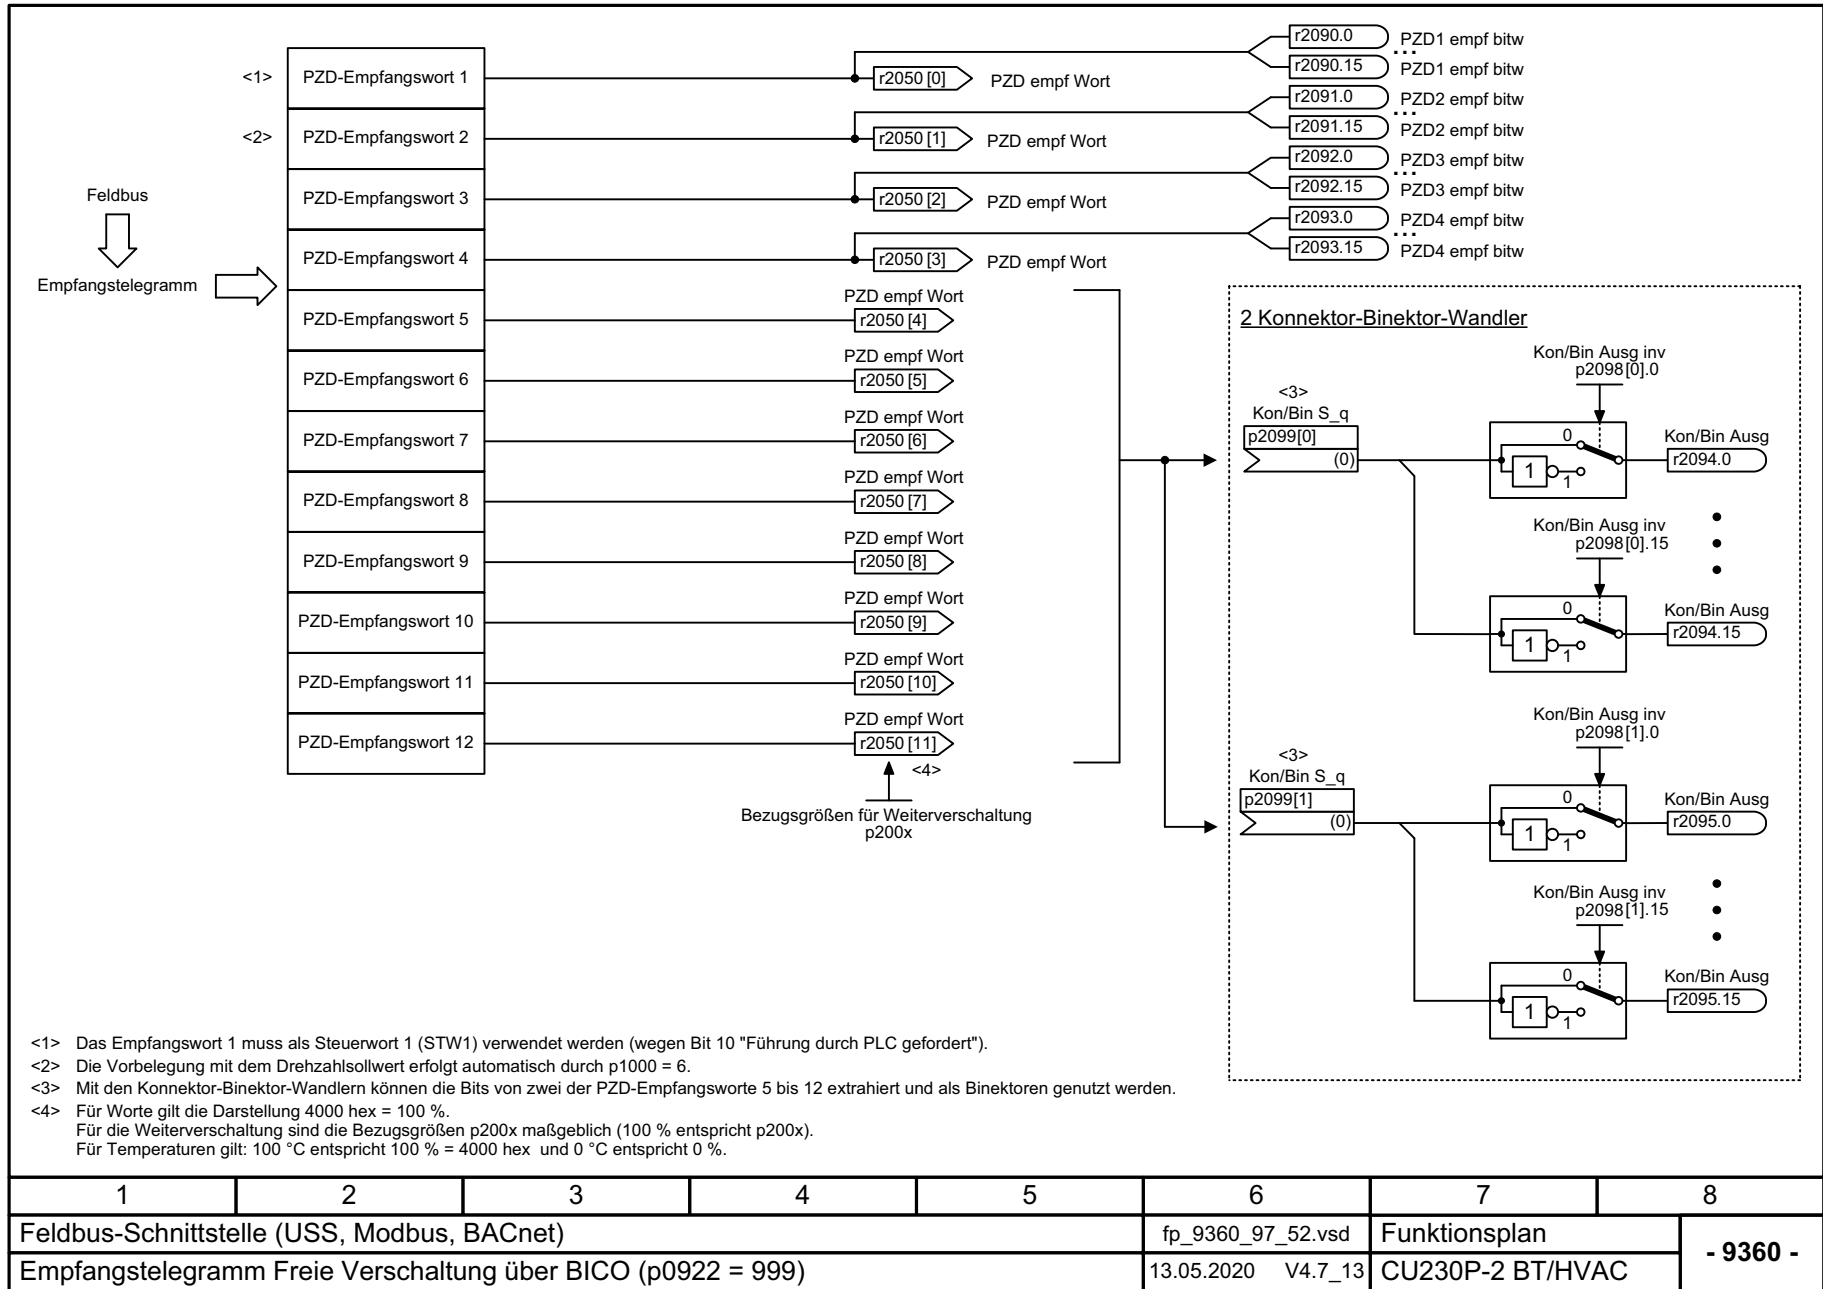 Feldbus
Empfangstelegramm
<1>
PZD-Empfangswort 1
<2>
PZD-Empfangswort 2
PZD-Empfangswort 3
PZD-Empfangswort 4
PZD-Empfangswort 5
PZD-Empfangswort 6
PZD-Empfangswort 7
PZD-Empfangswort 8
PZD-Empfangswort 9
PZD-Empfangswort 10
PZD-Empfangswort 11
PZD-Empfangswort 12
r2050 [0] PZD empf Wort
r2050 [1] PZD empf Wort
r2050 [2] PZD empf Wort
r2050 [3] PZD empf Wort
PZD empf Wort
r2050 [4]
PZD empf Wort
r2050 [5]
PZD empf Wort
r2050 [6]
PZD empf Wort
r2050 [7]
PZD empf Wort
r2050 [8]
PZD empf Wort
r2050 [9]
PZD empf Wort
r2050 [10]
PZD empf Wort
r2050 [11]
<4>
Bezugsgrößen für Weiterverschaltung
p200x
r2090.0 PZD1 empf bitw
...
r2090.15 PZD1 empf bitw
r2091.0 PZD2 empf bitw
...
r2091.15 PZD2 empf bitw
r2092.0 PZD3 empf bitw
...
r2092.15 PZD3 empf bitw
r2093.0 PZD4 empf bitw
...
r2093.15 PZD4 empf bitw
2 Konnektor-Binektor-Wandler
<3>
Kon/Bin S_q
p2099[0]
(0)
Kon/Bin Ausg inv
p2098[0].0
0
1
1
Kon/Bin Ausg
r2094.0
Kon/Bin Ausg inv
p2098[0].15
0
1
1
Kon/Bin Ausg
r2094.15
<3>
Kon/Bin S_q
p2099[1]
(0)
Kon/Bin Ausg inv
p2098[1].0
0
1
1
Kon/Bin Ausg
r2095.0
Kon/Bin Ausg inv
p2098[1].15
0
1
1
Kon/Bin Ausg
r2095.15
<1> Das Empfangswort 1 muss als Steuerwort 1 (STW1) verwendet werden (wegen Bit 10 "Führung durch PLC gefordert").
<2> Die Vorbelegung mit dem Drehzahlsollwert erfolgt automatisch durch p1000 = 6.
<3> Mit den Konnektor-Binektor-Wandlern können die Bits von zwei der PZD-Empfangsworte 5 bis 12 extrahiert und als Binektoren genutzt werden.
<4> Für Worte gilt die Darstellung 4000 hex = 100 %.
Für die Weiterverschaltung sind die Bezugsgrößen p200x maßgeblich (100 % entspricht p200x).
Für Temperaturen gilt: 100 °C entspricht 100 % = 4000 hex und 0 °C entspricht 0 %.
1 2 3 4 5 6 7 8
Feldbus-Schnittstelle (USS, Modbus, BACnet) fp_9360_97_52.vsd Funktionsplan
- 9360 -
Empfangstelegramm Freie Verschaltung über BICO (p0922 = 999) 13.05.2020 V4.7_13 CU230P-2 BT/HVAC